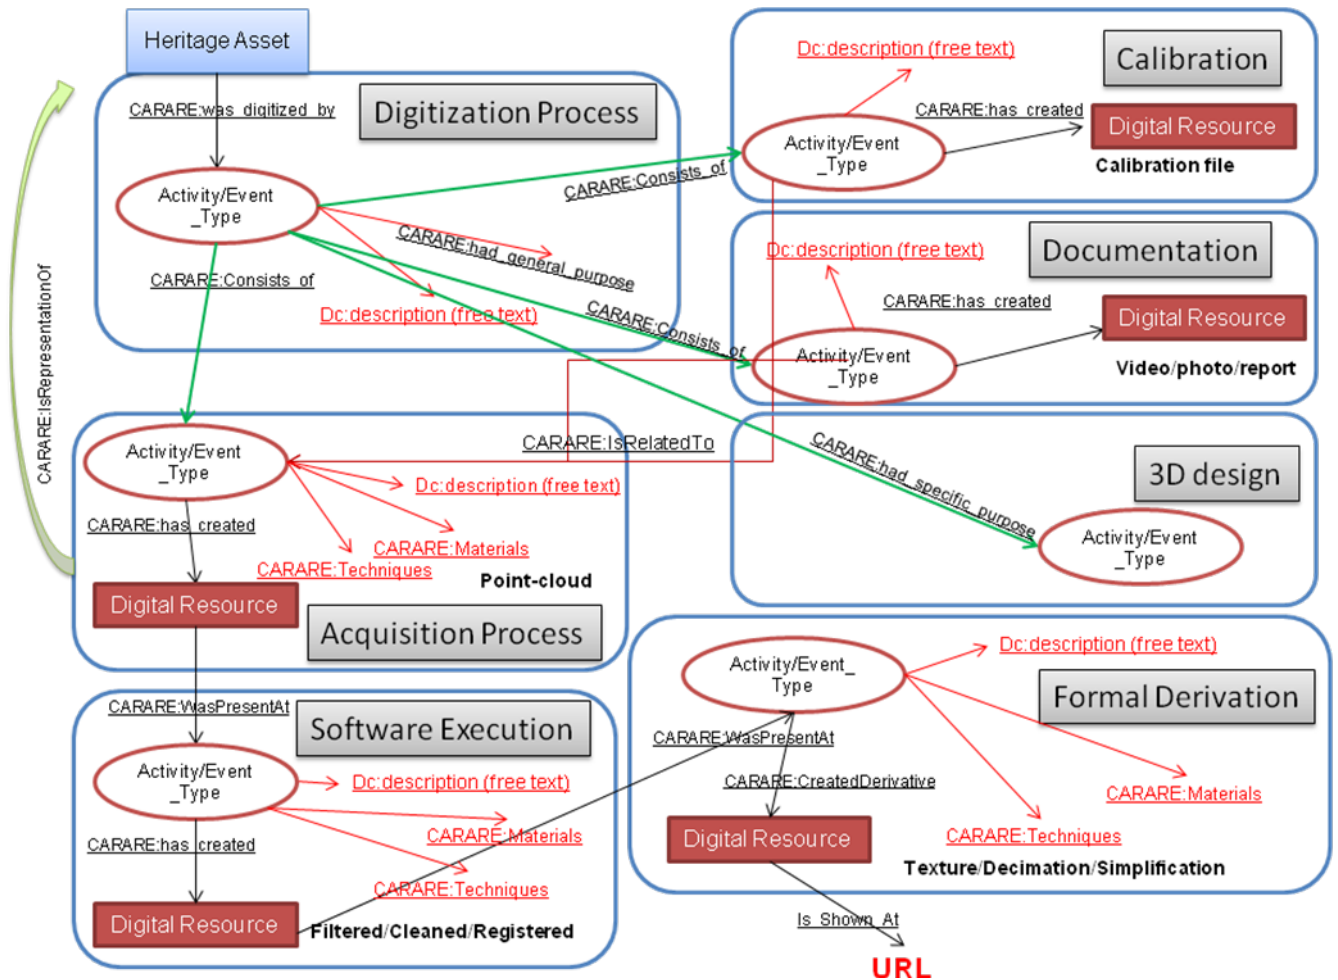 Heritage Asset
CARARE:was_digitized_by
Digitization Process
Activity/Event
_Type
CARARE:Consists_of
CARARE:had_general_purpose
Dc:description (free text)
CARARE:Consists_of
CARARE:Consists_of
CARARE:IsRepresentationOf
Dc:description (free text)
Calibration
CARARE:has_created
Activity/Event
_Type
Digital Resource
Calibration file
Dc:description (free text)
Documentation
CARARE:has_created
Digital Resource
Activity/Event
_Type
Video/photo/report
CARARE:IsRelatedTo
CARARE:had_specific_purpose
3D design
Activity/Event
_Type
Activity/Event
_Type
Dc:description (free text)
CARARE:has_created
CARARE:Materials
CARARE:Techniques
Point-cloud
Digital Resource
Acquisition Process
CARARE:WasPresentAt
Software Execution
Activity/Event
_Type
Dc:description (free text)
CARARE:Materials
CARARE:has_created
CARARE:Techniques
Digital Resource
Filtered/Cleaned/Registered
Activity/Event_
Type
Dc:description (free text)
Formal Derivation
CARARE:WasPresentAt
CARARE:CreatedDerivative
CARARE:Materials
CARARE:Techniques
Digital Resource
Texture/Decimation/Simplification
Is_Shown_At
URL